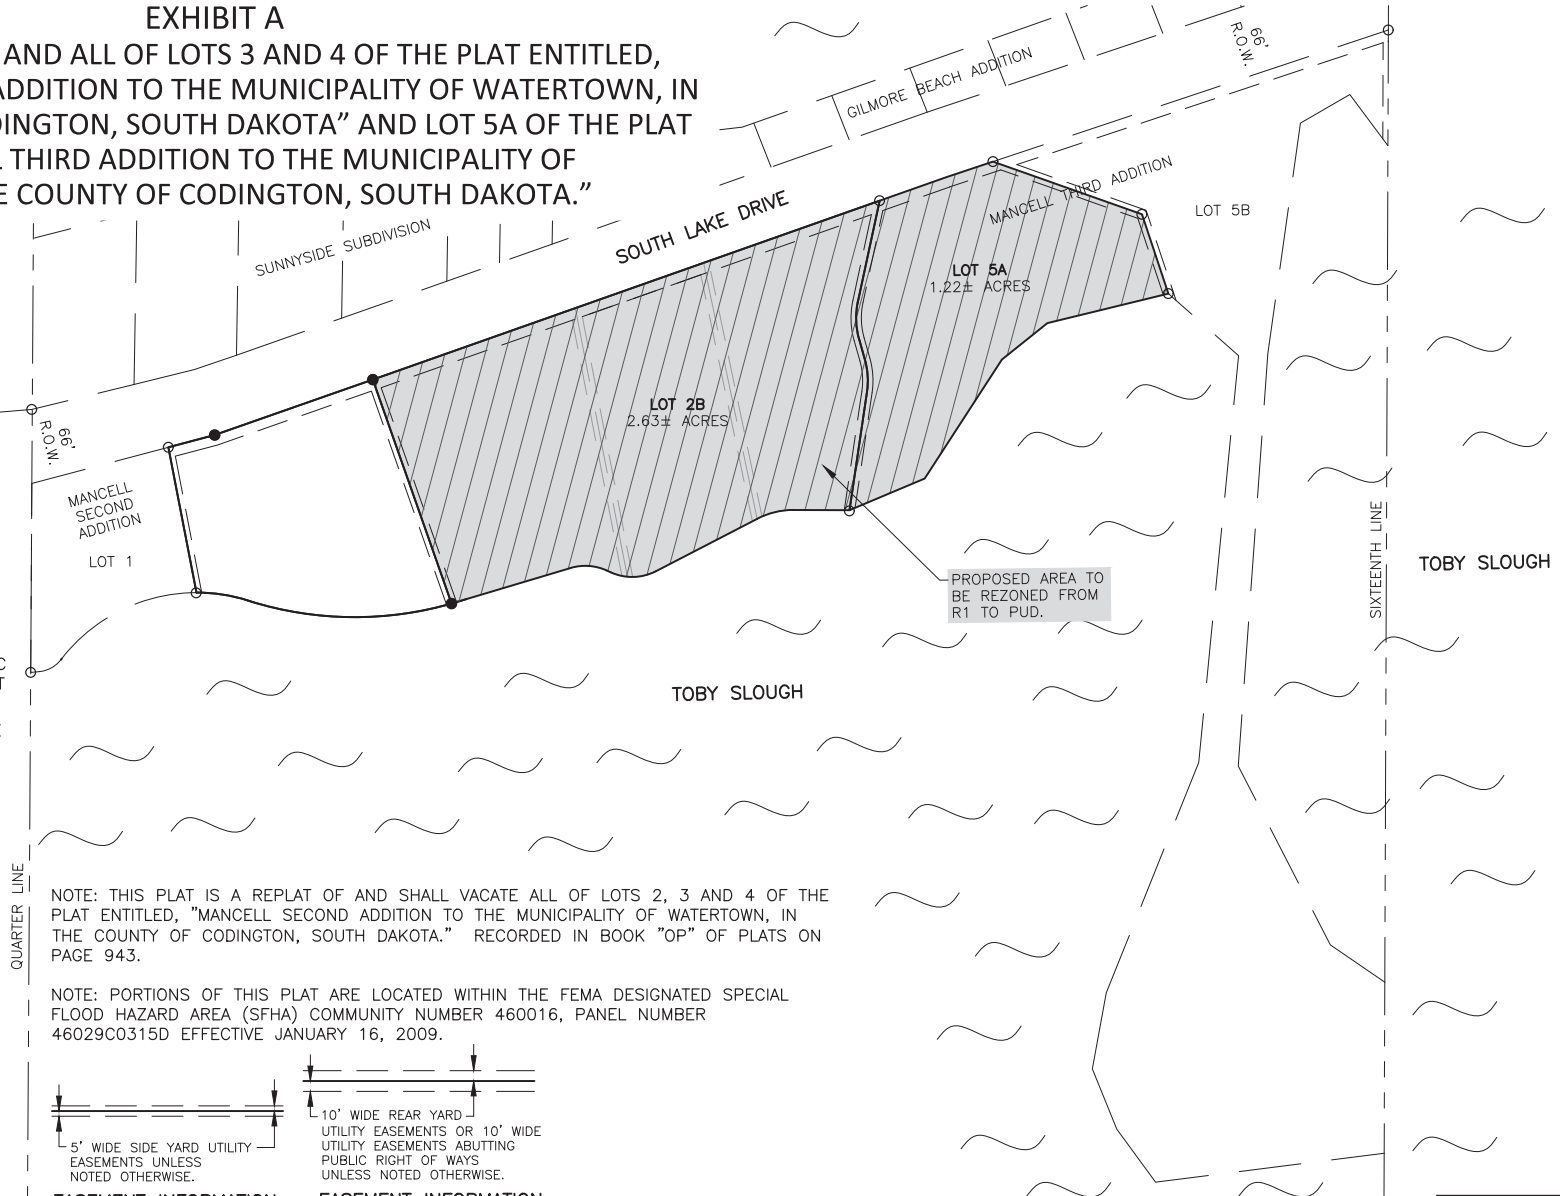 EXHIBIT A
AND ALL OF LOTS 3 AND 4 OF THE PLAT ENTITLED,
ADDITION TO THE MUNICIPALITY OF WATERTOWN, IN
DINGTON, SOUTH DAKOTA” AND LOT 5A OF THE PLAT
L THIRD ADDITION TO THE MUNICIPALITY OF
E COUNTY OF CODINGTON, SOUTH DAKOTA.”
66'
R.O.W.
GILMORE BEACH ADDITION
SUNNYSIDE SUBDIVISION
SOUTH LAKE DRIVE
MANCELL THIRD ADDITION
LOT 5B
LOT 5A
1.22± ACRES
LOT 2B
2.63± ACRES
66'
R.O.W.
MANCELL
SECOND
ADDITION
LOT 1
PROPOSED AREA TO
BE REZONED FROM
R1 TO PUD.
SIXTEENTH LINE
TOBY SLOUGH
C
T
TOBY SLOUGH
QUARTER LINE
NOTE: THIS PLAT IS A REPLAT OF AND SHALL VACATE ALL OF LOTS 2, 3 AND 4 OF THE
PLAT ENTITLED, "MANCELL SECOND ADDITION TO THE MUNICIPALITY OF WATERTOWN, IN
THE COUNTY OF CODINGTON, SOUTH DAKOTA." RECORDED IN BOOK "OP" OF PLATS ON
PAGE 943.
NOTE: PORTIONS OF THIS PLAT ARE LOCATED WITHIN THE FEMA DESIGNATED SPECIAL
FLOOD HAZARD AREA (SFHA) COMMUNITY NUMBER 460016, PANEL NUMBER
46029C0315D EFFECTIVE JANUARY 16, 2009.
5' WIDE SIDE YARD UTILITY
EASEMENTS UNLESS
NOTED OTHERWISE.
10' WIDE REAR YARD
UTILITY EASEMENTS OR 10' WIDE
UTILITY EASEMENTS ABUTTING
PUBLIC RIGHT OF WAYS
UNLESS NOTED OTHERWISE.
EASEMENT INFORMATION
EASEMENT INFORMATION